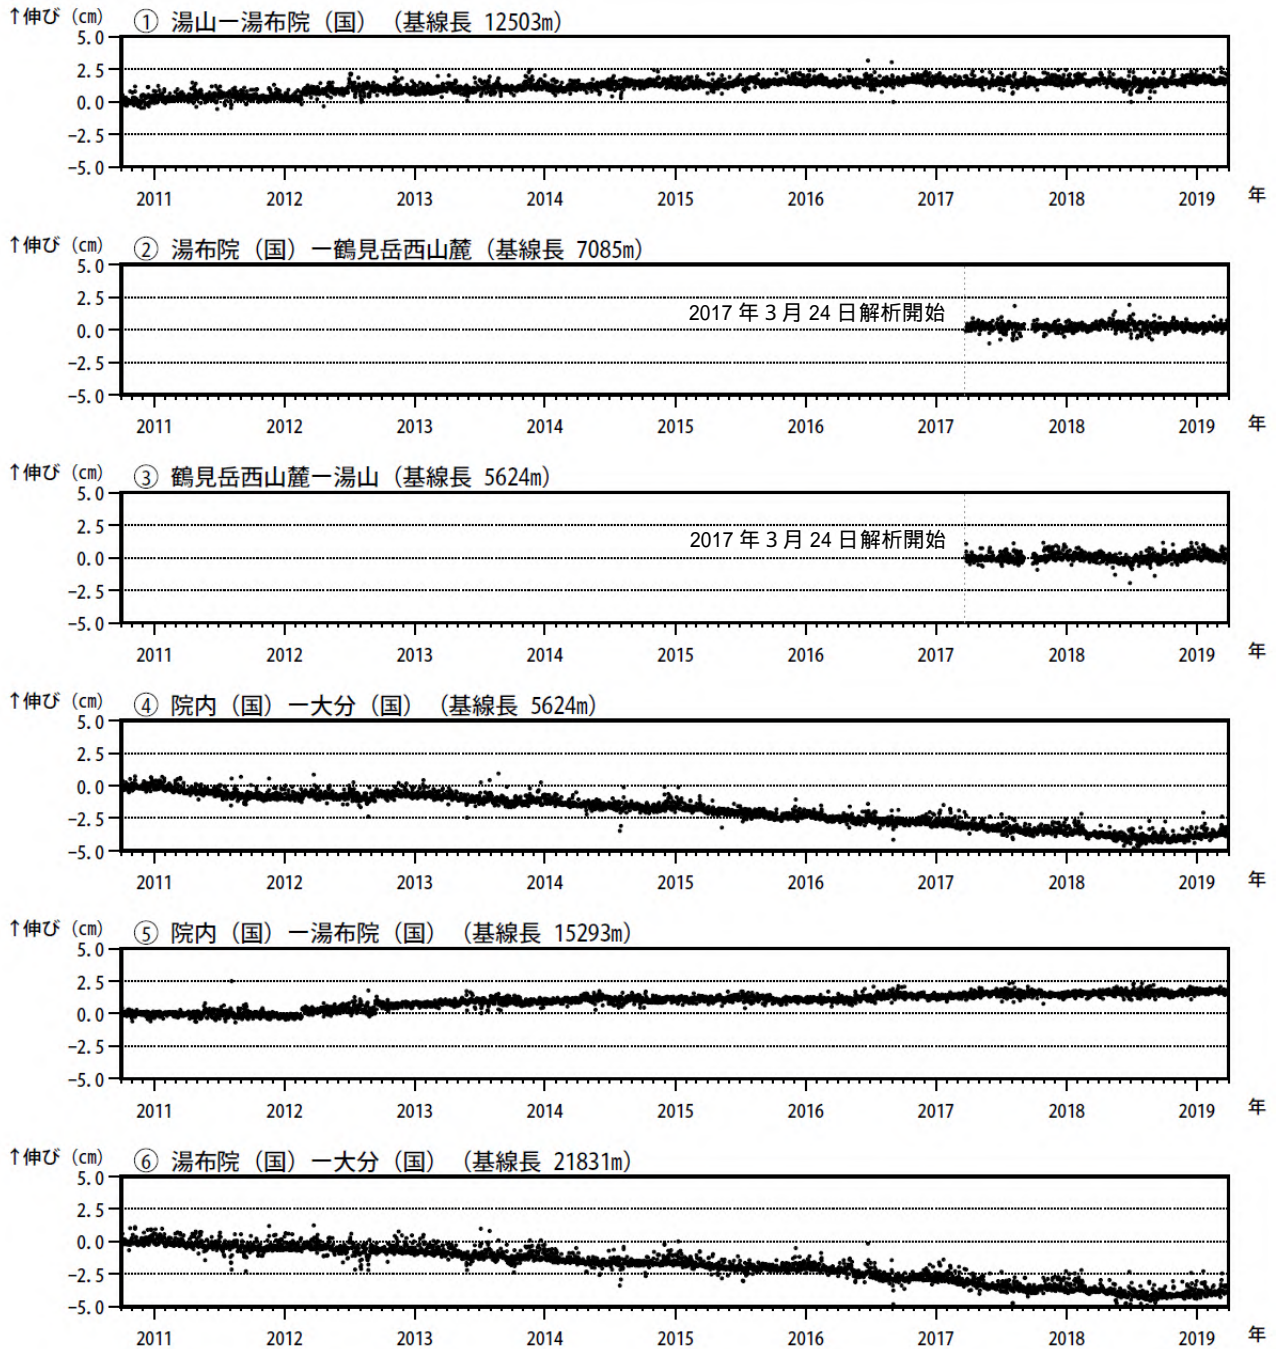 ↑伸び（㎝） ① 湯山ー湯布院（国）（基線長 12503m）
5.0
2.5
0.0
−2.5
−5.0
2011 2012 2013 2014 2015 2016 2017 2018 2019 年
↑伸び（㎝） ② 湯布院（国）ー鶴見岳西山麓（基線長 7085m）
5.0
2.5
2017 年 3 月 24 日解析開始
0.0
−2.5
−5.0
2011 2012 2013 2014 2015 2016 2017 2018 2019 年
↑伸び（㎝） ③ 鶴見岳西山麓ー湯山（基線長 5624m）
5.0
2.5
2017 年 3 月 24 日解析開始
0.0
−2.5
−5.0
2011 2012 2013 2014 2015 2016 2017 2018 2019 年
↑伸び（㎝） ④ 院内（国）ー大分（国）（基線長 5624m）
5.0
2.5
0.0
−2.5
−5.0
2011 2012 2013 2014 2015 2016 2017 2018 2019 年
↑伸び（㎝） ⑤ 院内（国）ー湯布院（国）（基線長 15293m）
5.0
2.5
0.0
−2.5
−5.0
2011 2012 2013 2014 2015 2016 2017 2018 2019 年
↑伸び（㎝） ⑥ 湯布院（国）ー大分（国）（基線長 21831m）
5.0
2.5
0.0
−2.5
−5.0
2011 2012 2013 2014 2015 2016 2017 2018 2019 年